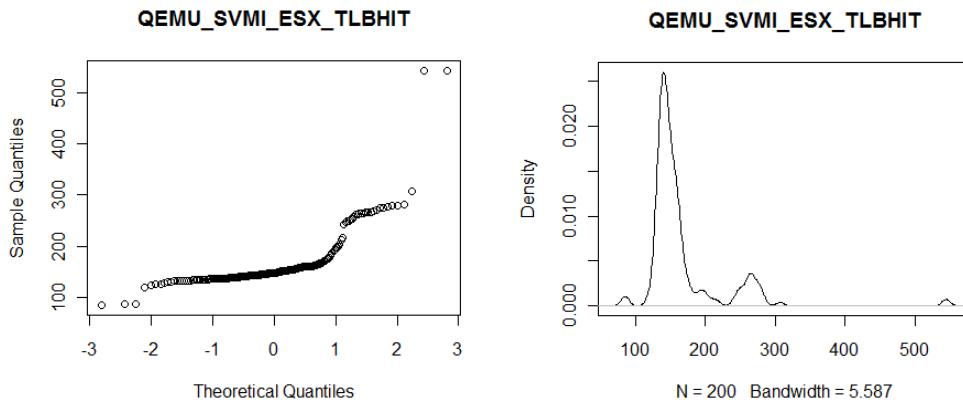 QEMU_SVMI_ESX_TLBHIT
Sample Quantiles
500
400
300
200
100
-3 -2 -1 0 1 2 3
Theoretical Quantiles
QEMU_SVMI_ESX_TLBHIT
Density
0.020
0.010
0.000
100 200 300 400 500
N = 200 Bandwidth = 5.587